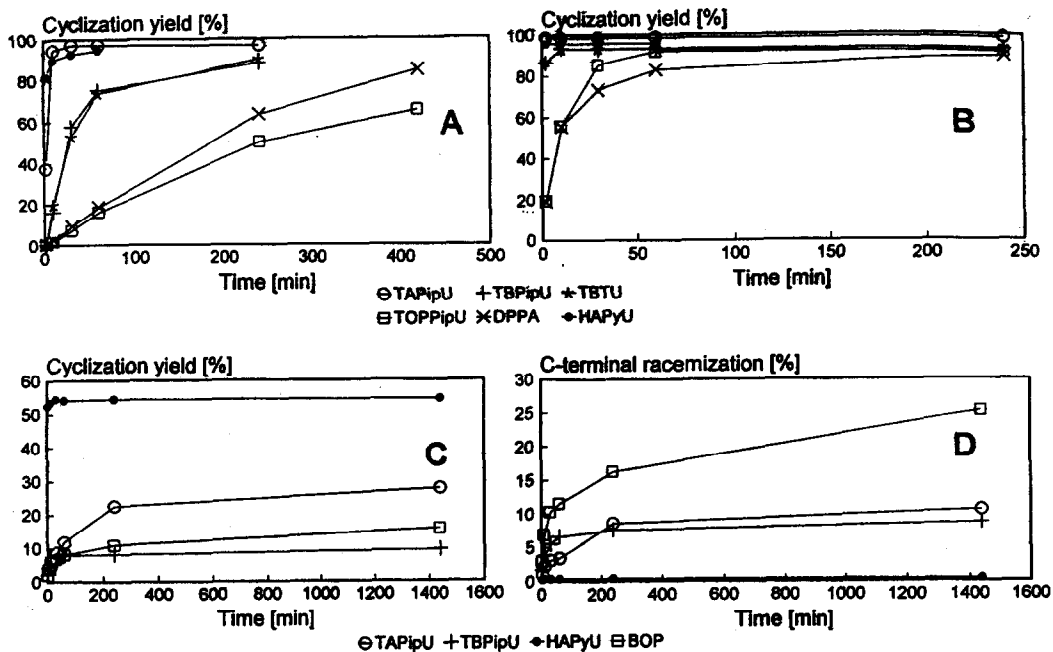 Cyclization yield [%]
100
80
60
40
20
0
A
0 100 200 300 400 500
Time [min]
Cyclization yield [%]
100
80
60
40
20
0
B
0 50 100 150 200 250
Time [min]
TAPipU TBPipU TBTU
TOPPipU DPPA HAPyU
Cyclization yield [%]
60
50
40
30
20
10
0
C
0 200 400 600 800 1000 1200 1400 1600
Time [min]
C-terminal racemization [%]
30
25
20
15
10
5
0
D
0 200 400 600 800 1000 1200 1400 1600
Time [min]
TAPipU TBPipU HAPyU BOP